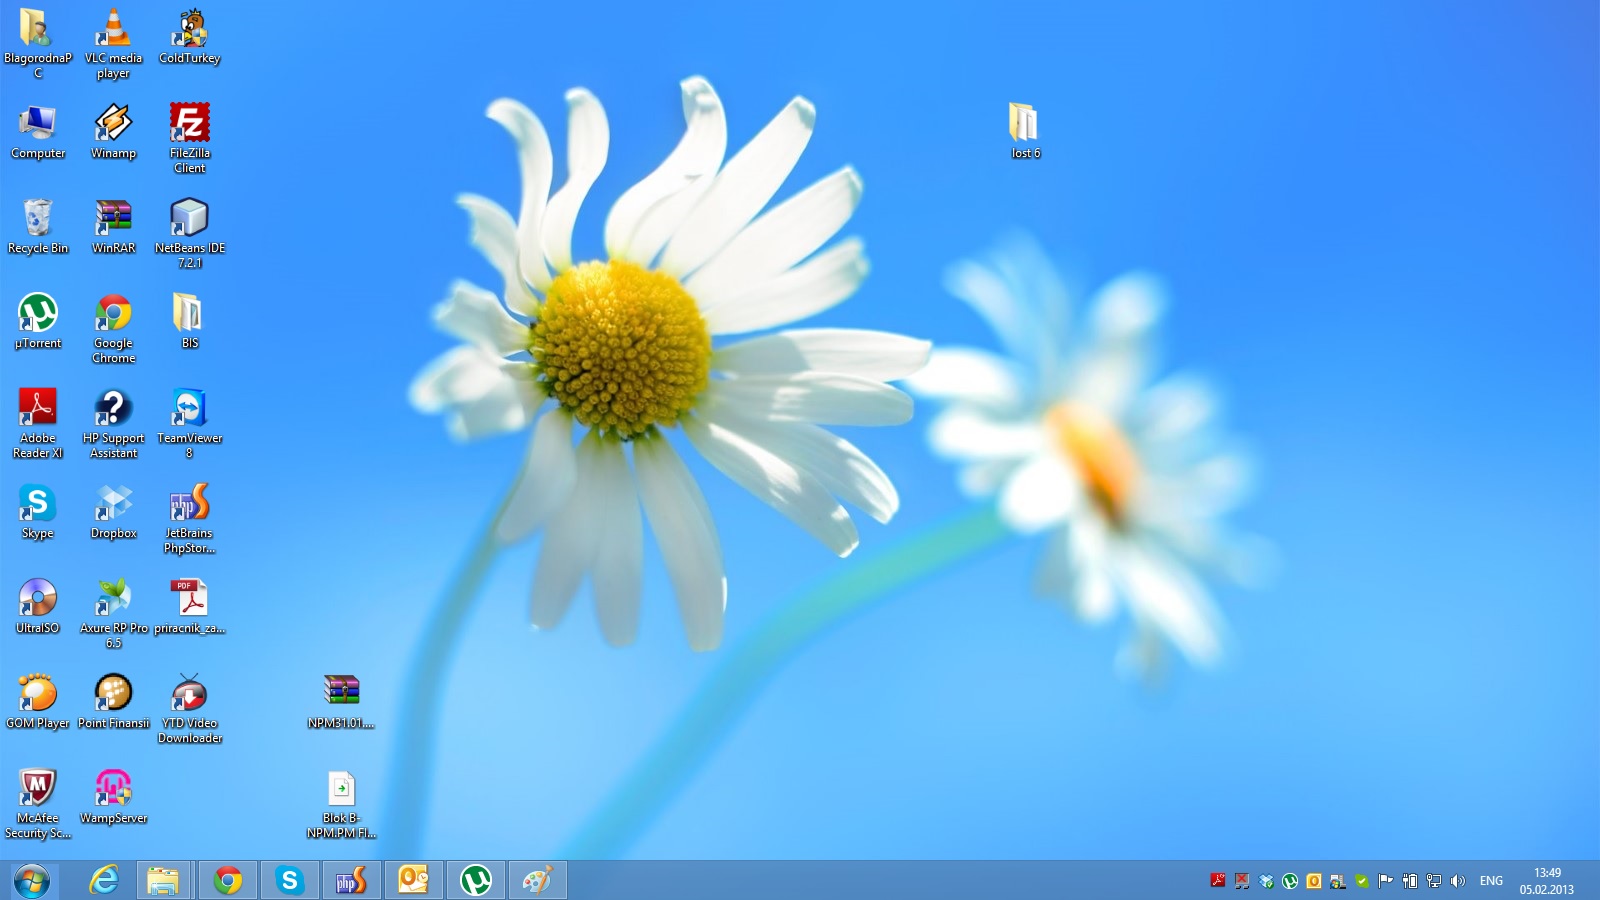 BlagorodnaP
C
VLC media
player
ColdTurkey
Computer
Winamp
FileZilla
Client
lost 6
Recycle Bin
WinRAR
NetBeans IDE
7.2.1
µTorrent
Google
Chrome
BIS
Adobe
Reader XI
HP Support
Assistant
TeamViewer
8
Skype
Dropbox
JetBrains
PhpStor...
UltraISO
Axure RP Pro
6.5
PDF
priracnik_za...
GOM Player
Point Finansii
YTD Video
Downloader
NPM31.01....
McAfee
Security Sc...
WampServer
Blok B-
NPM.PM Fl...
ENG
13:49
05.02.2013